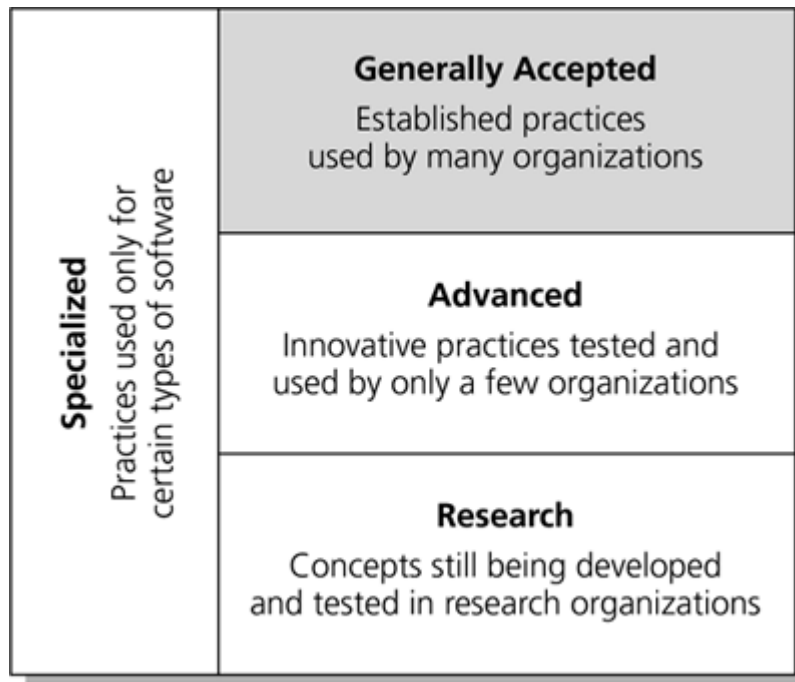 Specialized
Practices used only for
certain types of software
Generally Accepted
Established practices
used by many organizations
Advanced
Innovative practices tested and
used by only a few organizations
Research
Concepts still being developed
and tested in research organizations